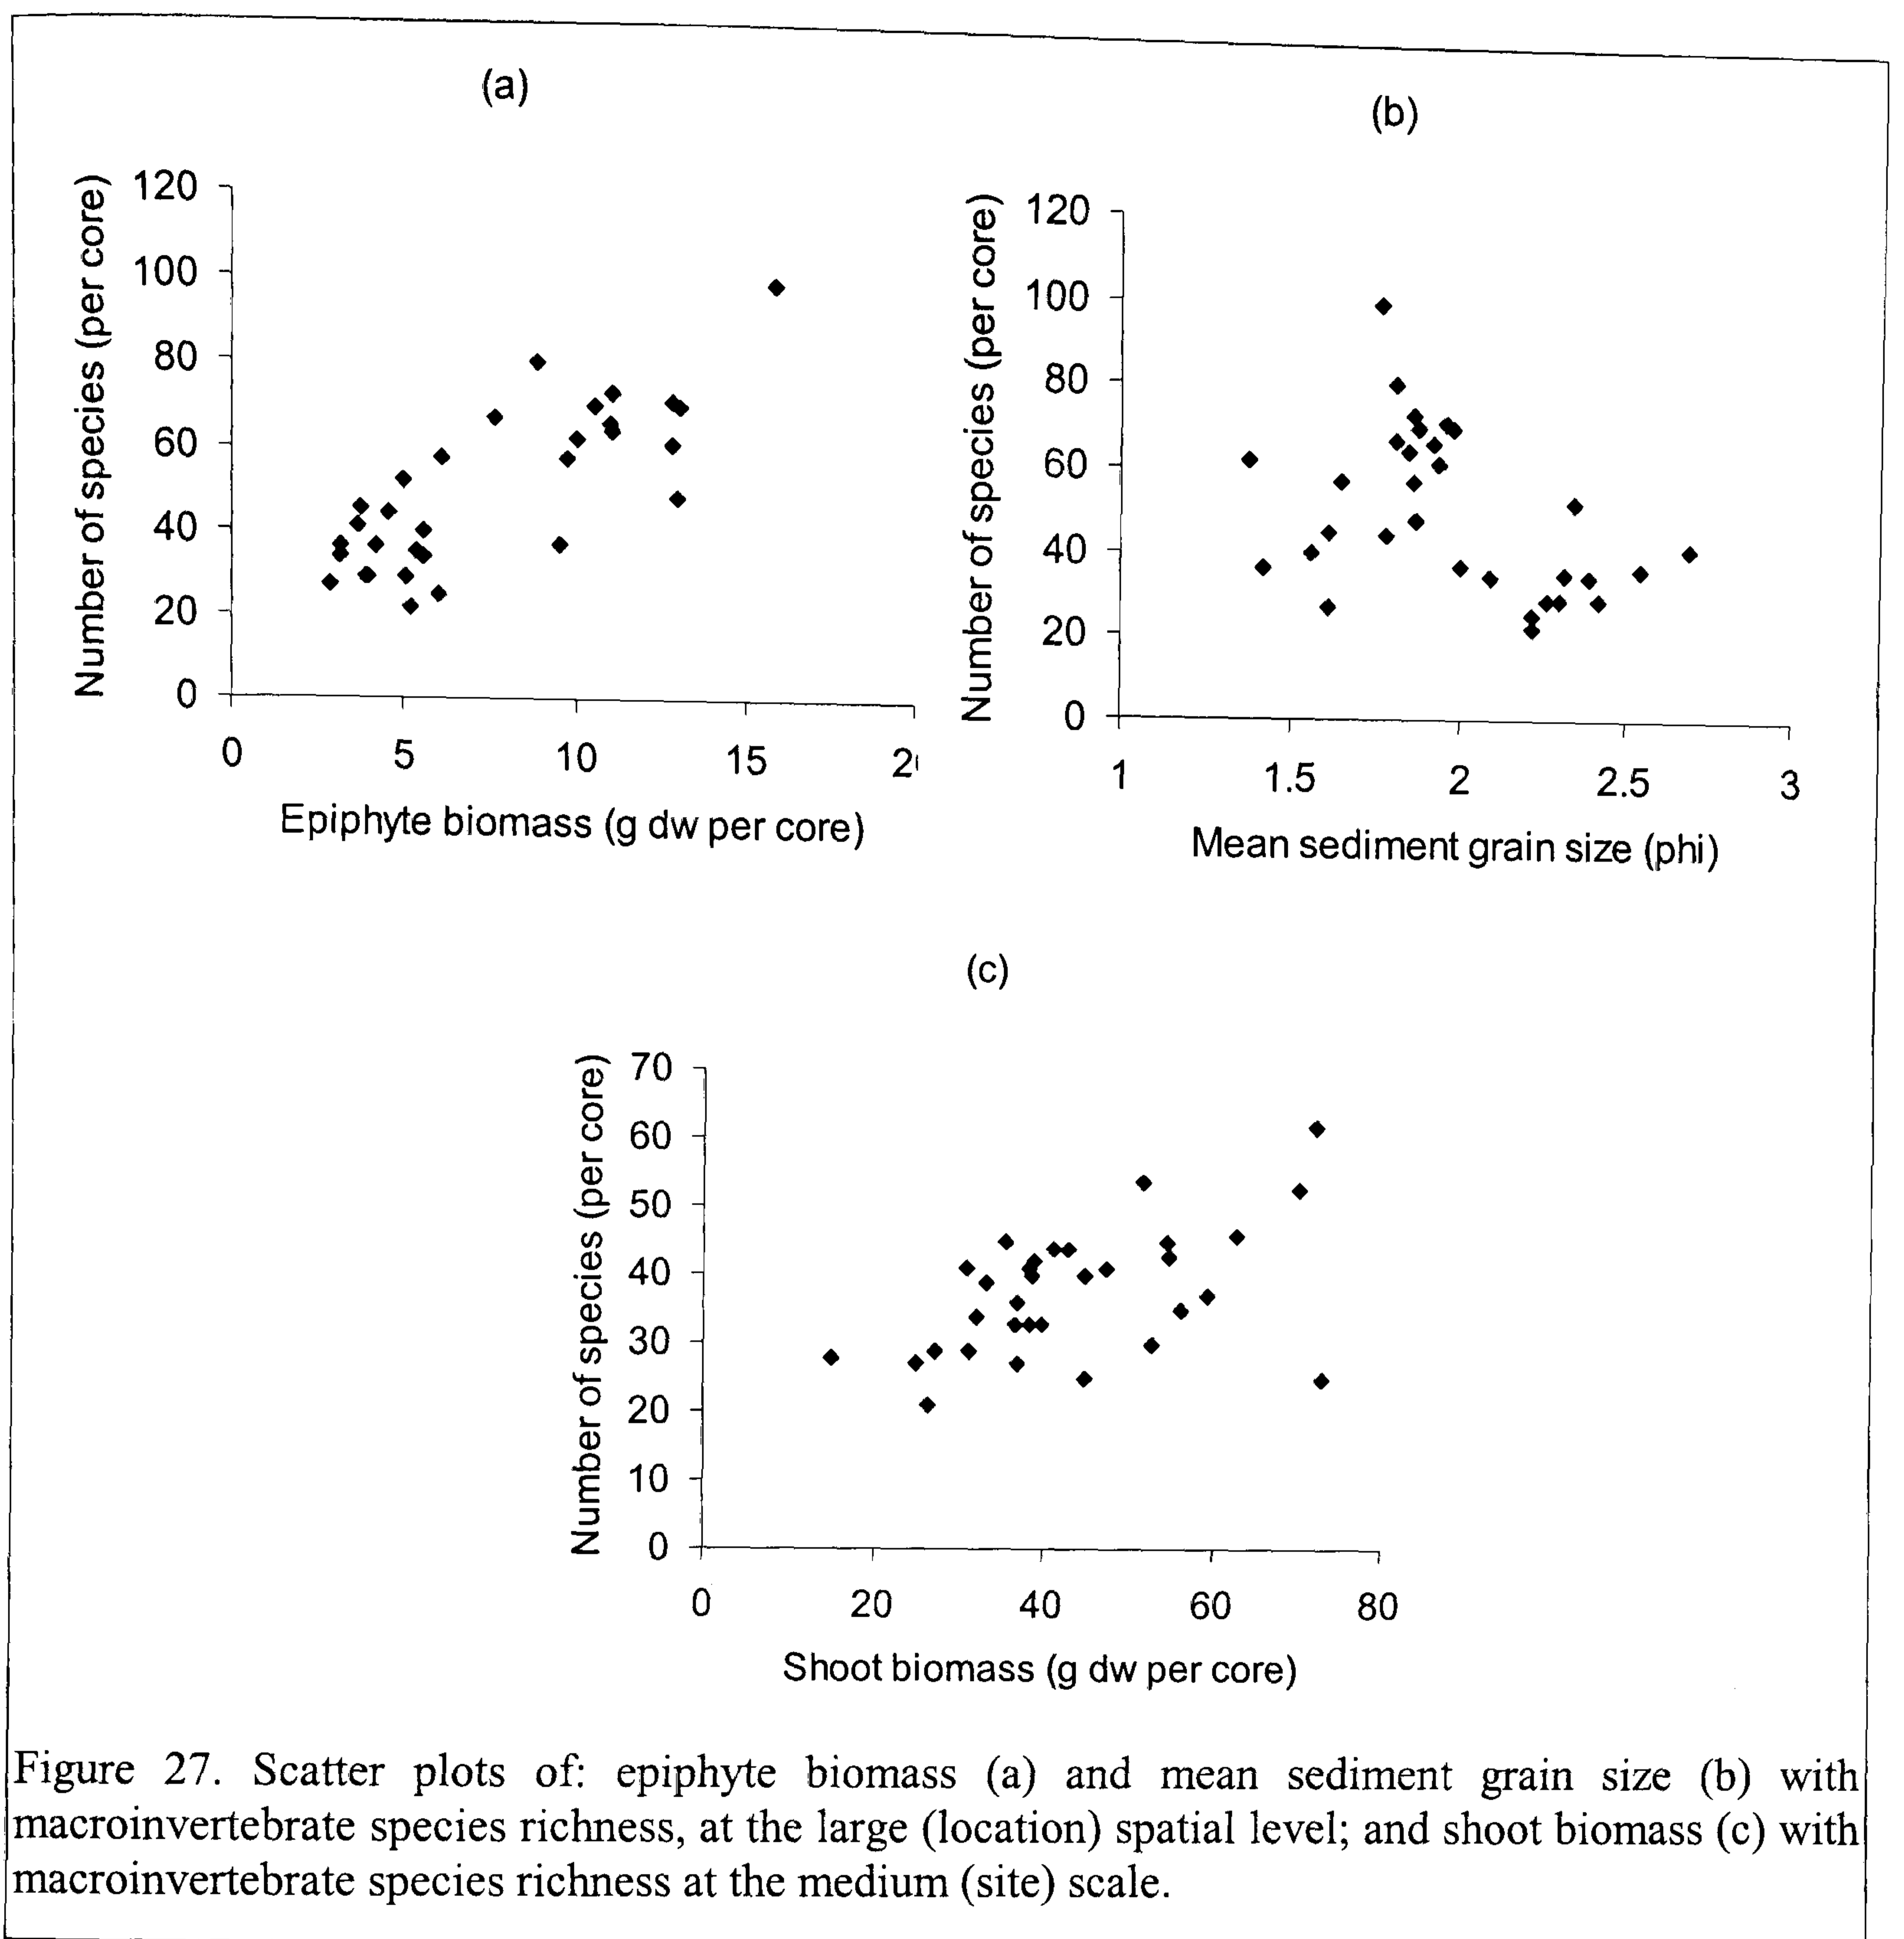 (a)
Number of species (per core)
120
100
80
60
40
20
0
0 5 10 15 2
Epiphyte biomass (g dw per core)
(b)
Number of species (per core)
120
100
80
60
40
20
0
1 1.5 2 2.5 3
Mean sediment grain size (phi)
(c)
Number of species (per core)
70
60
50
40
30
20
10
0
0 20 40 60 80
Shoot biomass (g dw per core)
Figure 27. Scatter plots of: epiphyte biomass (a) and mean sediment grain size (b) with
macroinvertebrate species richness, at the large (location) spatial level; and shoot biomass (c) with
macroinvertebrate species richness at the medium (site) scale.